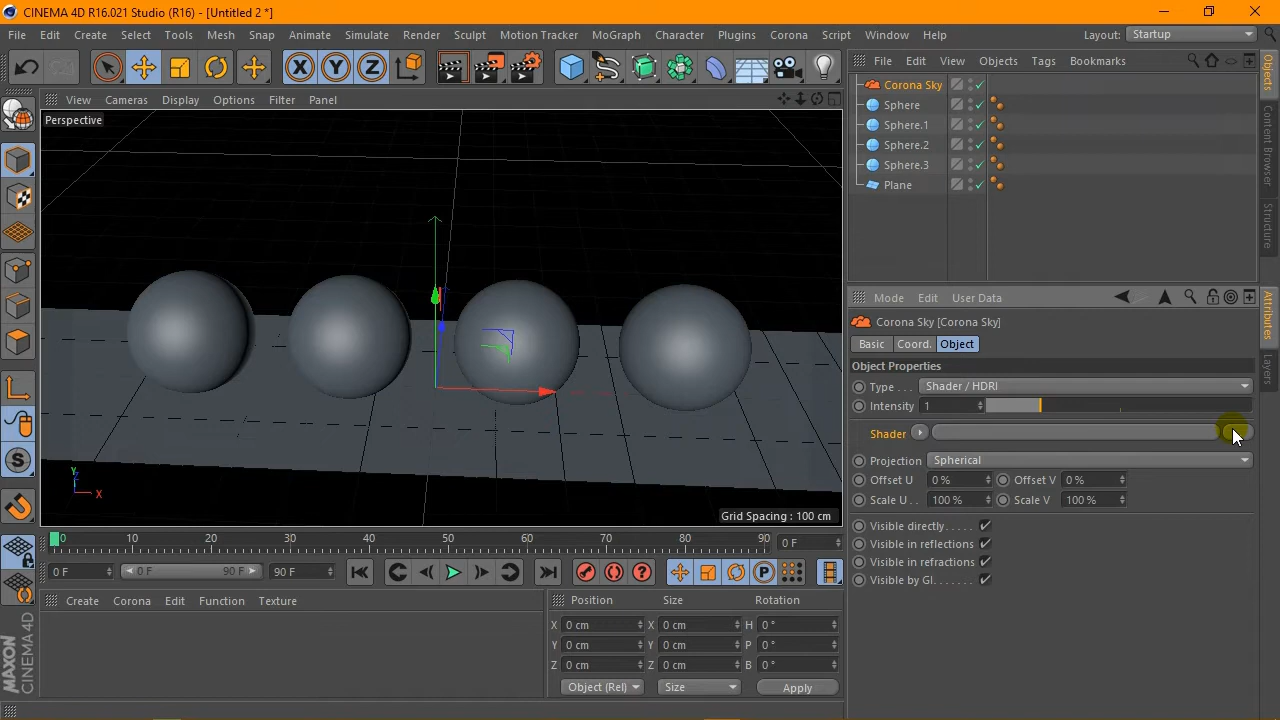 CINEMA 4D R16.021 Studio (R16) - [Untitled 2 *]
File Edit Create Select Tools Mesh Snap Animate Simulate Render Sculpt Motion Tracker MoGraph Character Plugins Corona Script Window Help Layout: Startup
File Edit View Objects Tags Bookmarks
Corona Sky
Sphere
Sphere.1
Sphere.2
Sphere.3
Plane
Objects
Content Browser
Structure
View Cameras Display Options Filter Panel
Perspective
Y
Z
X
Grid Spacing : 100 cm
Mode Edit User Data
Corona Sky [Corona Sky]
Basic Coord. Object
Object Properties
Type . . . Shader / HDRI
Intensity 1
Shader
Projection Spherical
Offset U 0 % Offset V 0 %
Scale U . . 100 % Scale V 100 %
Visible directly. . . . .
Visible in reflections
Visible in refractions
Visible by GI. . . . . . .
Attributes
Layers
0 10 20 30 40 50 60 70 80 90 0 F
0 F 0 F 90 F 90 F
Create Corona Edit Function Texture
Position Size Rotation
X 0 cm X 0 cm H 0 °
Y 0 cm Y 0 cm P 0 °
Z 0 cm Z 0 cm B 0 °
Object (Rel) Size Apply
MAXON
CINEMA 4D